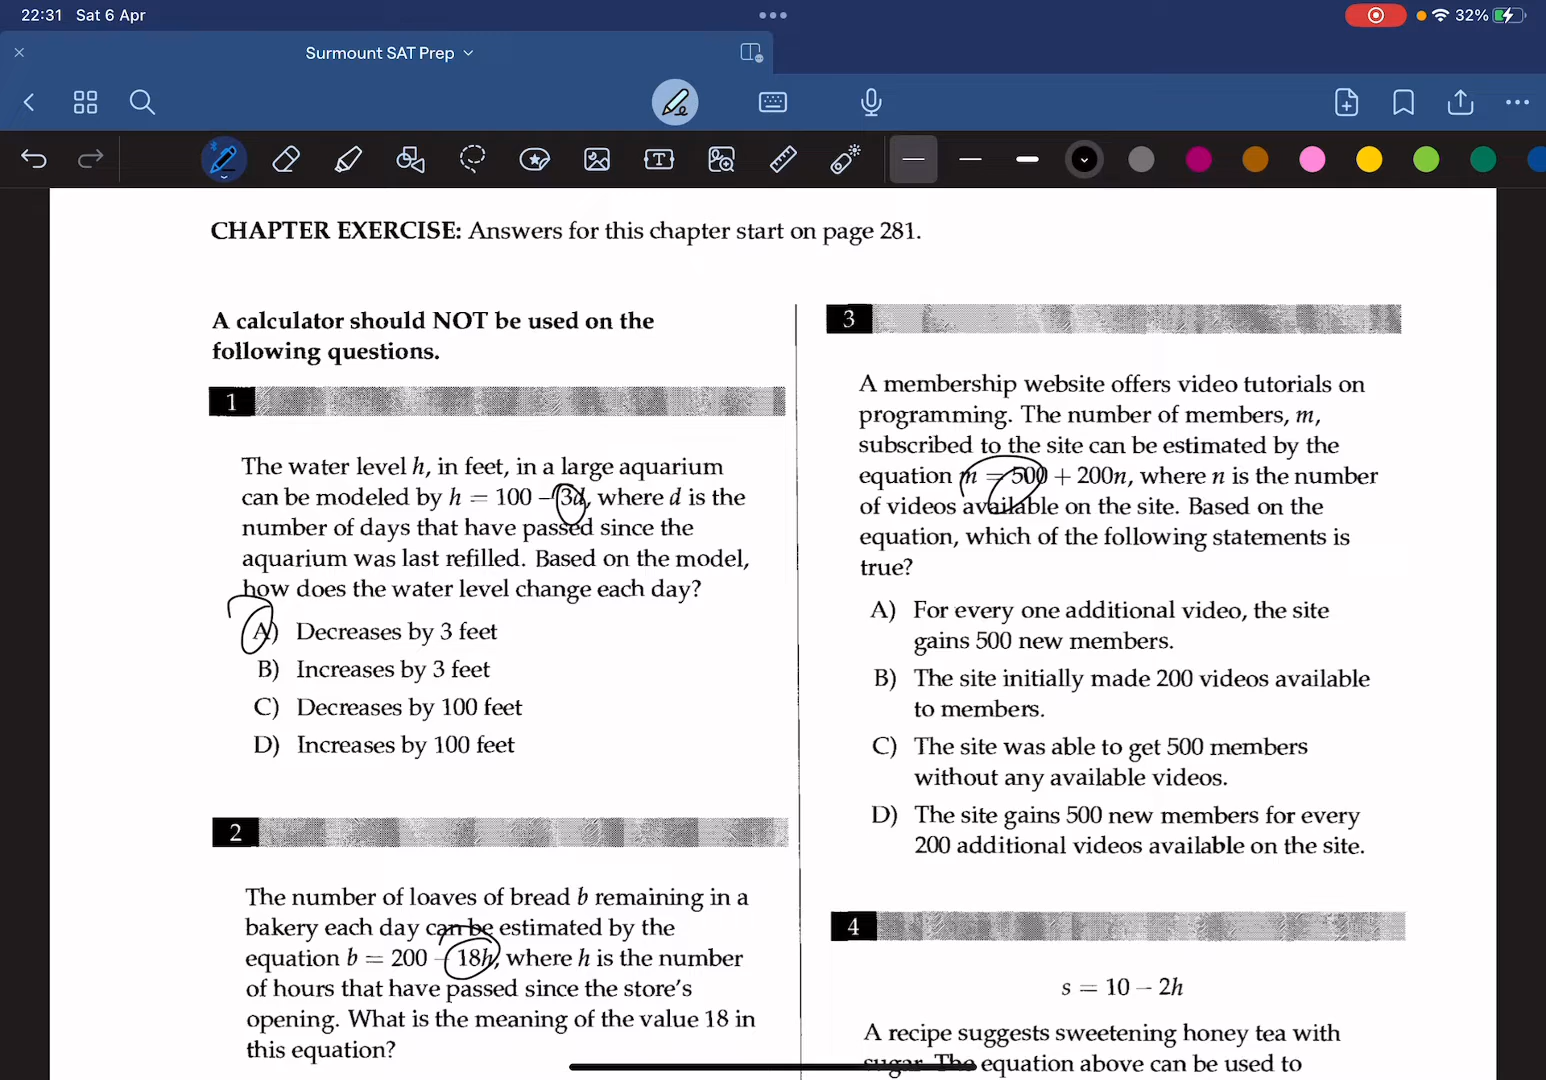 22:31 Sat 6 Apr
32%
Surmount SAT Prep
CHAPTER EXERCISE: Answers for this chapter start on page 281.
A calculator should NOT be used on the
following questions.
1
The water level h, in feet, in a large aquarium
can be modeled by h = 100 – 3d, where d is the
number of days that have passed since the
aquarium was last refilled. Based on the model,
how does the water level change each day?
A) Decreases by 3 feet
B) Increases by 3 feet
C) Decreases by 100 feet
D) Increases by 100 feet
2
The number of loaves of bread b remaining in a
bakery each day can be estimated by the
equation b = 200 – 18h, where h is the number
of hours that have passed since the store's
opening. What is the meaning of the value 18 in
this equation?
3
A membership website offers video tutorials on
programming. The number of members, m,
subscribed to the site can be estimated by the
equation m = 500 + 200n, where n is the number
of videos available on the site. Based on the
equation, which of the following statements is
true?
A) For every one additional video, the site
gains 500 new members.
B) The site initially made 200 videos available
to members.
C) The site was able to get 500 members
without any available videos.
D) The site gains 500 new members for every
200 additional videos available on the site.
4
s = 10 – 2h
A recipe suggests sweetening honey tea with
sugar. The equation above can be used to